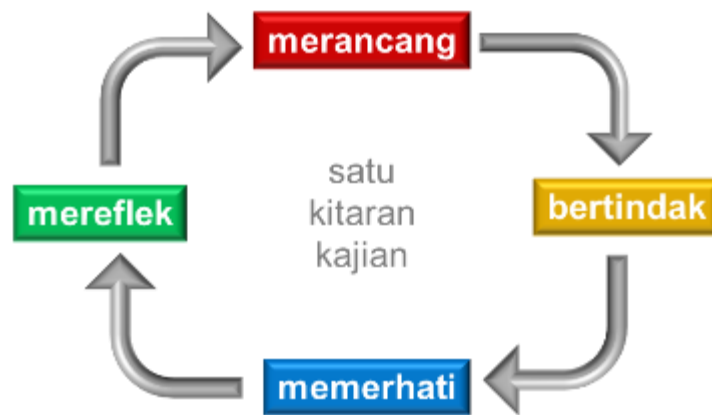 merancang
bertindak
memerhati
mereflek
satu
kitaran
kajian